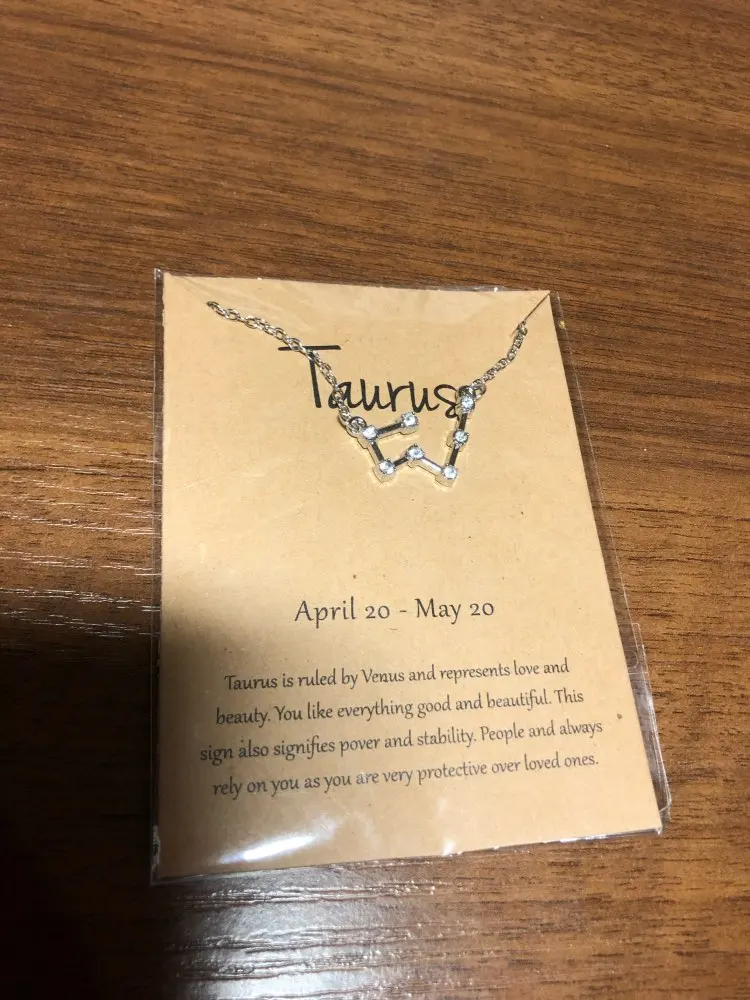 Taurus
April 20 - May 20
Taurus is ruled by Venus and represents love and
beauty. You like everything good and beautiful. This
sign also signifies pover and stability. People and always
rely on you as you are very protective over loved ones.